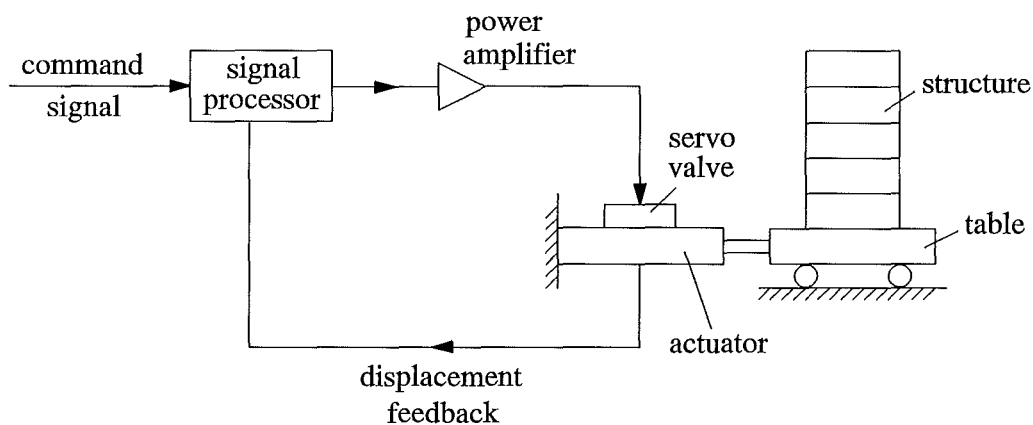 command
signal
signal
processor
power
amplifier
servo
valve
structure
table
actuator
displacement
feedback